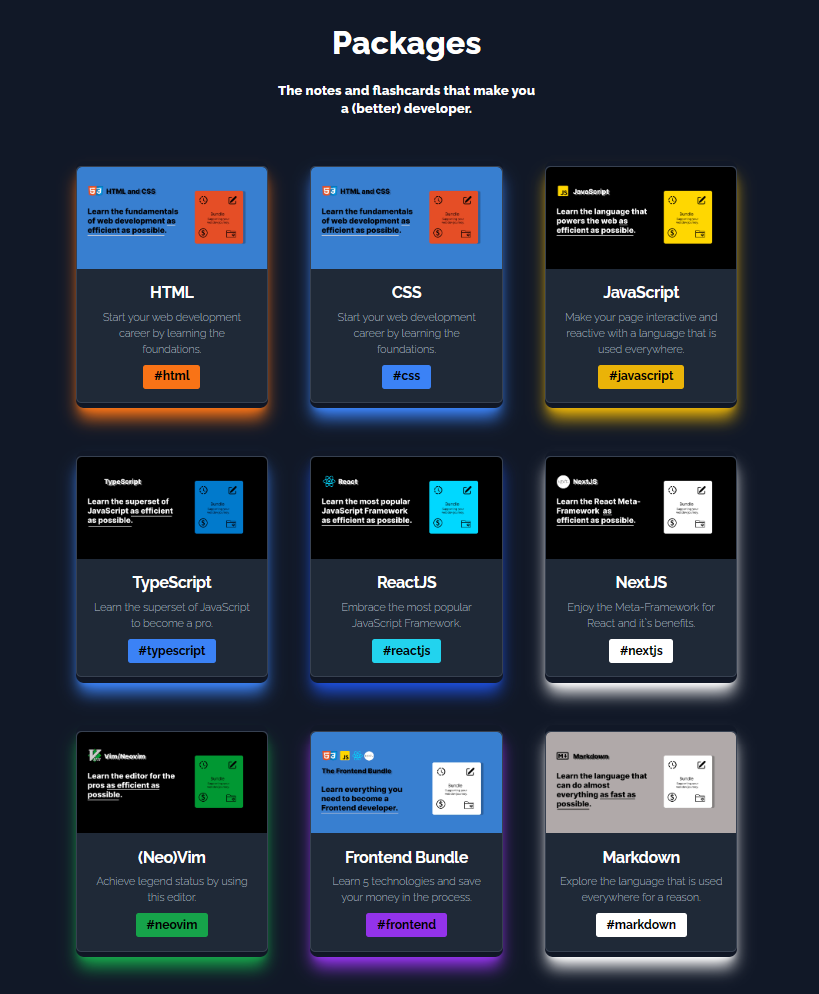 Packages
The notes and flashcards that make you
a (better) developer.
HTML and CSS
Learn the fundamentals
of web development as
efficient as possible.
Bundle
HTML
Start your web development
career by learning the
foundations.
#html
HTML and CSS
Learn the fundamentals
of web development as
efficient as possible.
Bundle
CSS
Start your web development
career by learning the
foundations.
#css
JS
JavaScript
Learn the language that
powers the web as
efficient as possible.
Bundle
JavaScript
Make your page interactive and
reactive with a language that is
used everywhere.
#javascript
TypeScript
Learn the superset of
JavaScript as efficient
as possible.
Bundle
TypeScript
Learn the superset of JavaScript
to become a pro.
#typescript
React
Learn the most popular
JavaScript Framework
as efficient as possible.
Bundle
ReactJS
Embrace the most popular
JavaScript Framework.
#reactjs
NextJS
Learn the React Meta-
Framework as
efficient as possible.
Bundle
NextJS
Enjoy the Meta-Framework for
React and it's benefits.
#nextjs
Vim/Neovim
Learn the editor for the
pros as efficient as
possible.
Bundle
(Neo)Vim
Achieve legend status by using
this editor.
#neovim
JS
The Frontend Bundle
Learn everything you
need to become a
Frontend developer.
Bundle
Frontend Bundle
Learn 5 technologies and save
your money in the process.
#frontend
Markdown
Learn the language that
can do almost
everything as fast as
possible.
Bundle
Markdown
Explore the language that is used
everywhere for a reason.
#markdown